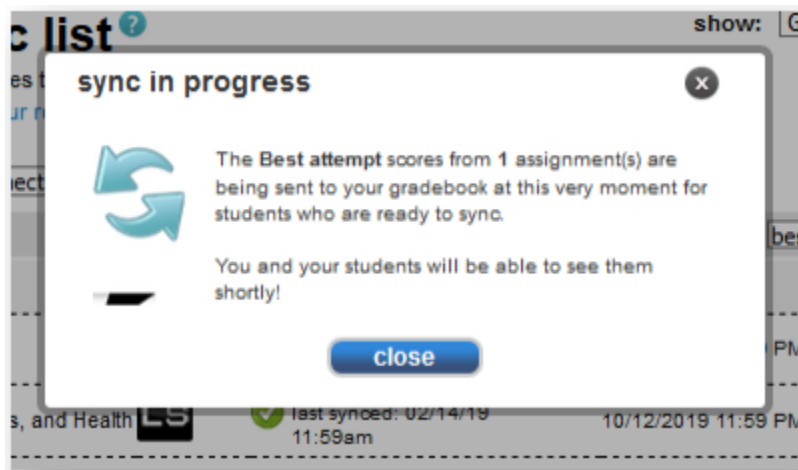 c list ?
show: G
es t
sync in progress
ur r
The Best attempt scores from 1 assignment(s) are
being sent to your gradebook at this very moment for
students who are ready to sync.
nect
bes
You and your students will be able to see them
shortly!
close
PM
s, and Health LS last synced: 02/14/19 10/12/2019 11:59 PM
11:59am